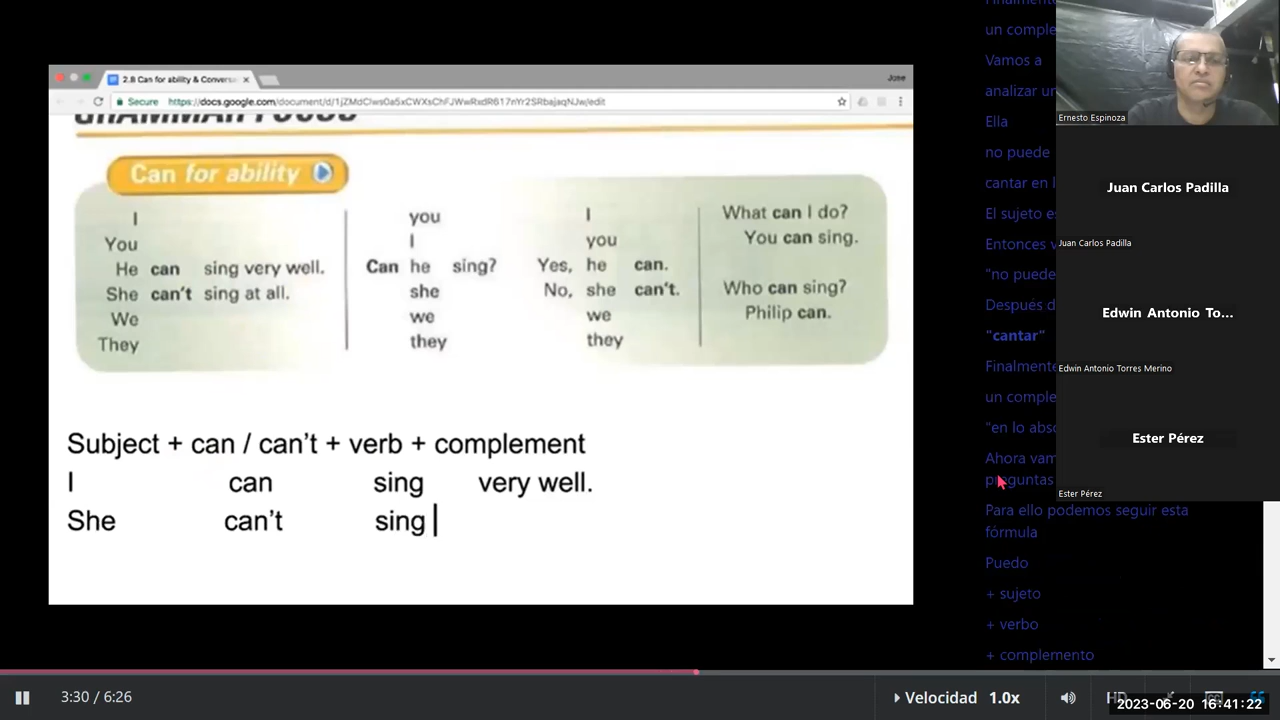 2.8 Can for ability & Conversa
Jose
Secure https://docs.google.com/document/d/
GRAMMAR FOCUS
Can for ability
I
You
He can sing very well.
She can't sing at all.
We
They
you
I
Can he sing?
she
we
they
I
you
Yes, he can.
No, she can't.
we
they
What can I do?
You can sing.
Who can sing?
Philip can.
Subject + can / can't + verb + complement
I can sing very well.
She can't sing
un comple
Vamos a
analizar un
Ella
no puede
cantar en l
El sujeto es
Entonces v
"no puede
Después d
"cantar"
Finalmente
un comple
"en lo abso
Ahora vam
preguntas
Para ello podemos seguir esta
fórmula
Puedo
+ sujeto
+ verbo
+ complemento
Ernesto Espinoza
Juan Carlos Padilla
Juan Carlos Padilla
Edwin Antonio To...
Edwin Antonio Torres Merino
Ester Pérez
Ester Pérez
3:30 / 6:26
Velocidad 1.0x
HD
2023-06-20 16:41:22